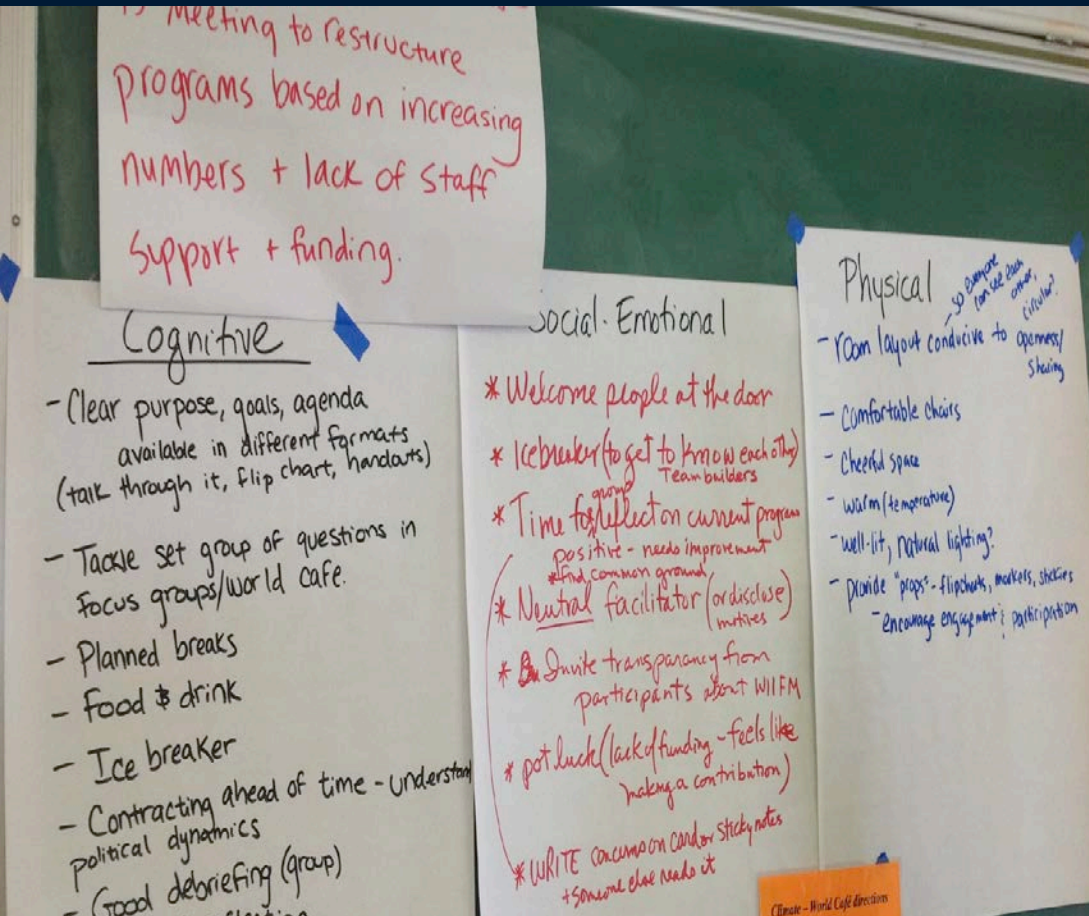 Meeting to restructure
programs based on increasing
numbers + lack of staff
support + funding.
Cognitive
- Clear purpose, goals, agenda
available in different formats
(talk through it, flip chart, handouts)
- Tackle set group of questions in
focus groups/world cafe.
- Planned breaks
- Food & drink
- Ice breaker
- Contracting ahead of time - understand
political dynamics
- Good debriefing (group)
Social-Emotional
* Welcome people at the door
* Icebreaker (to get to know each other)
Team builders
* Time for group reflect on current program
positive - needs improvement
* find common ground
* Neutral facilitator (or disclose
motives)
* Invite transparancy from
participants about WIIFM
* pot luck (lack of funding - feels like
making a contribution)
* WRITE concerns on card or sticky notes
+ someone else reads it
Physical
- so everyone
can see each
other,
circular?
- room layout conducive to openness/
sharing
- Comfortable chairs
- Cheerful space
- warm (temperature)
- well-lit, natural lighting?
- provide "props" - flipcharts, markers, stickies
- encourage engagement & participation
Climate - World Café directions